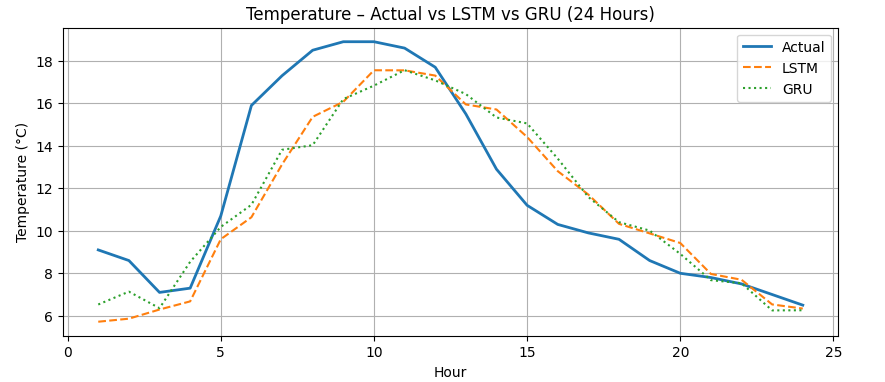 Temperature – Actual vs LSTM vs GRU (24 Hours)
Actual
LSTM
GRU
Temperature (°C)
18
16
14
12
10
8
6
0
5
10
15
20
25
Hour